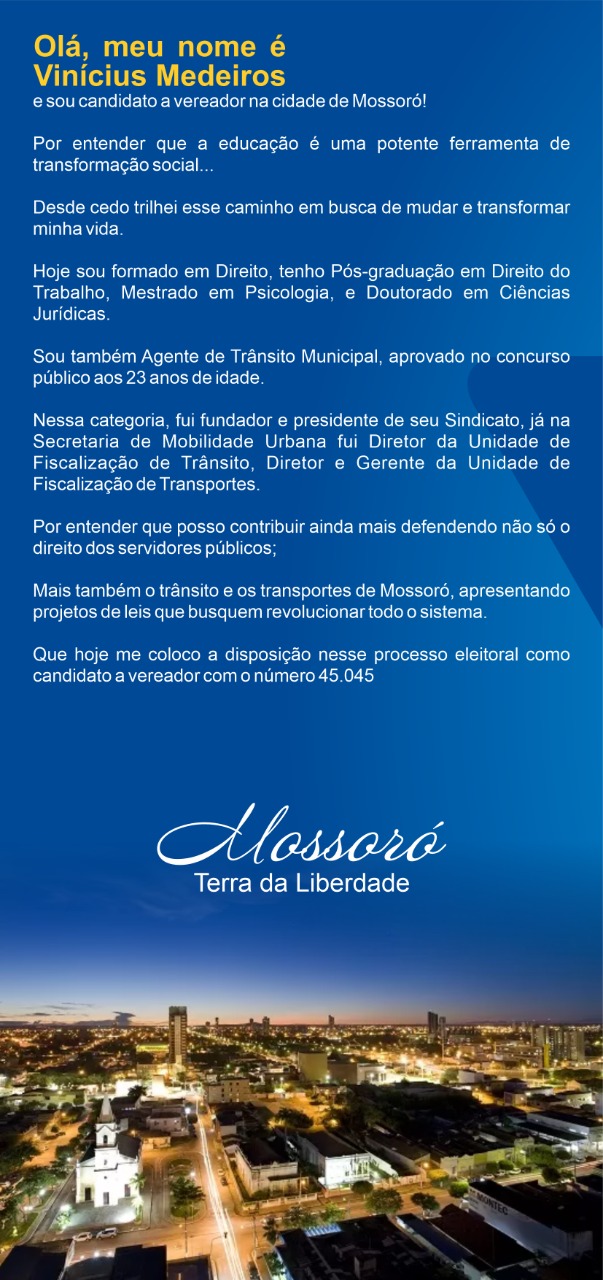 Olá, meu nome é
Vinícius Medeiros
e sou candidato a vereador na cidade de Mossoró!
Por entender que a educação é uma potente ferramenta de
transformação social...
Desde cedo trilhei esse caminho em busca de mudar e transformar
minha vida.
Hoje sou formado em Direito, tenho Pós-graduação em Direito do
Trabalho, Mestrado em Psicologia, e Doutorado em Ciências
Jurídicas.
Sou também Agente de Trânsito Municipal, aprovado no concurso
público aos 23 anos de idade.
Nessa categoria, fui fundador e presidente de seu Sindicato, já na
Secretaria de Mobilidade Urbana fui Diretor da Unidade de
Fiscalização de Trânsito, Diretor e Gerente da Unidade de
Fiscalização de Transportes.
Por entender que posso contribuir ainda mais defendendo não só o
direito dos servidores públicos;
Mais também o trânsito e os transportes de Mossoró, apresentando
projetos de leis que busquem revolucionar todo o sistema.
Que hoje me coloco a disposição nesse processo eleitoral como
candidato a vereador com o número 45.045
Mossoró
Terra da Liberdade
MONTEC